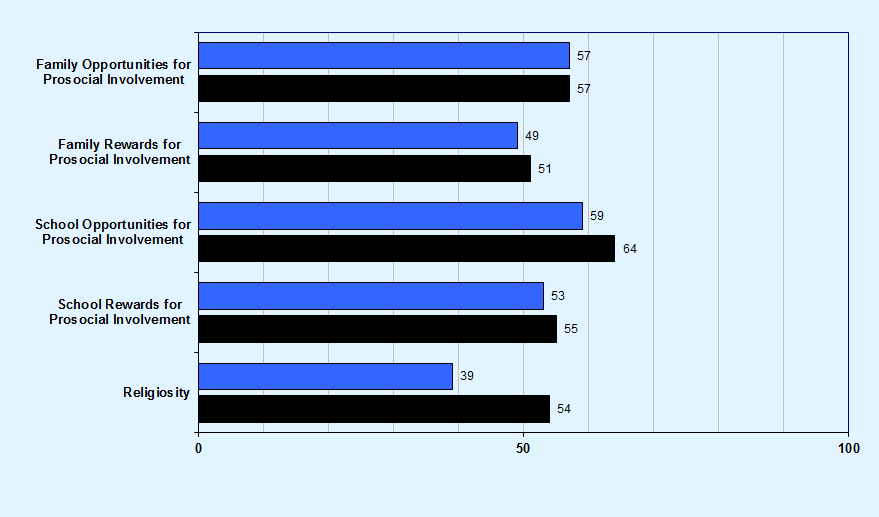 Family Opportunities for
Prosocial Involvement
57
57
Family Rewards for
Prosocial Involvement
49
51
School Opportunities for
Prosocial Involvement
59
64
School Rewards for
Prosocial Involvement
53
55
Religiosity
39
54
0 50 100